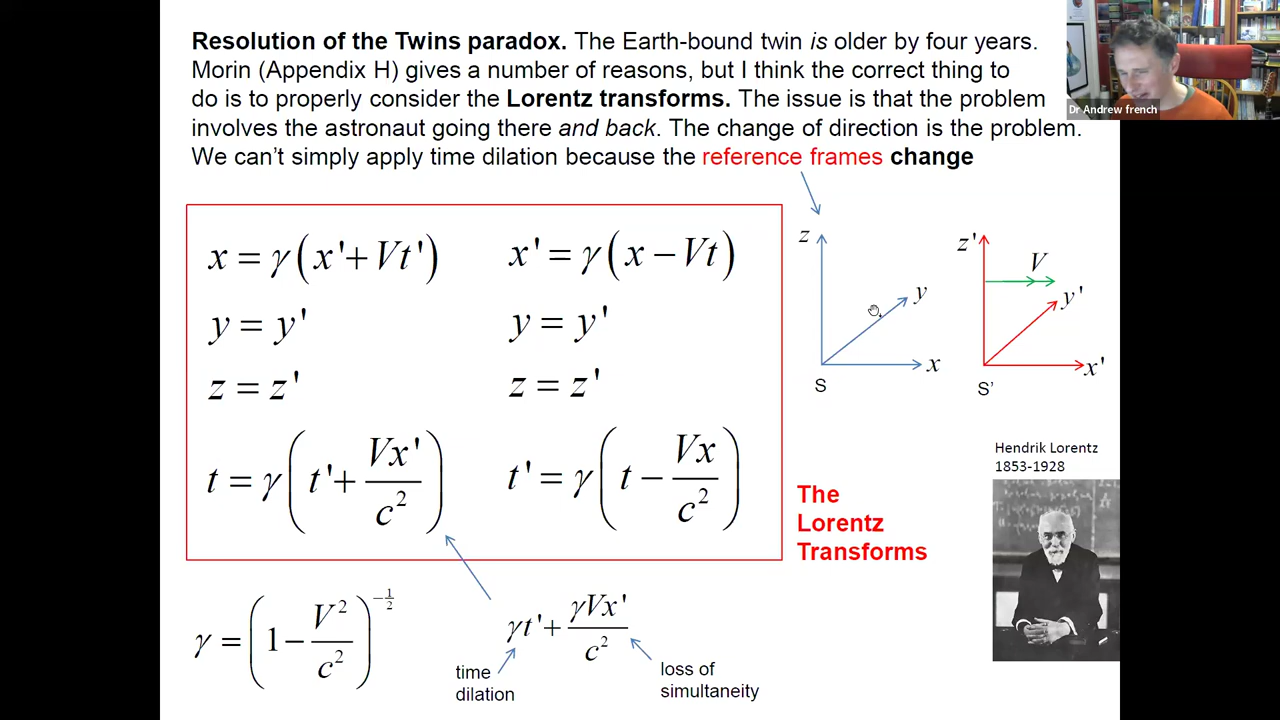 Resolution of the Twins paradox. The Earth-bound twin is older by four years.
Morin (Appendix H) gives a number of reasons, but I think the correct thing to
do is to properly consider the Lorentz transforms. The issue is that the problem
involves the astronaut going there and back. The change of direction is the problem.
We can't simply apply time dilation because the reference frames change
Dr Andrew french
x = γ(x'+Vt')
x' = γ(x − Vt)
y = y'
y = y'
z = z'
z = z'
t = γ(t'+ Vx'/c²)
t' = γ(t − Vx/c²)
z
y
x
S
z'
V
y'
x'
S'
Hendrik Lorentz
1853-1928
The
Lorentz
Transforms
γ = (1 − V²/c²)^(−1/2)
γt'+ γVx'/c²
time
dilation
loss of
simultaneity